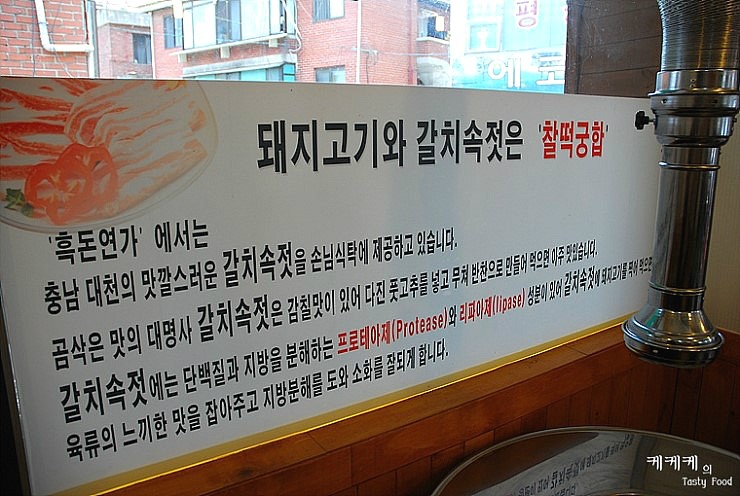 돼지고기와 갈치속젓은 '찰떡궁합'
'흑돈연가' 에서는
충남 대천의 맛깔스러운 갈치속젓을 손님식탁에 제공하고 있습니다.
곰삭은 맛의 대명사 갈치속젓은 감칠맛이 있어 다진 풋고추를 넣고 무쳐 반찬으로 만들어 먹으면 아주 맛있습니다.
갈치속젓에는 단백질과 지방을 분해하는 프로테아제(Protease)와 리파아제(lipase) 성분이 있어 갈치속젓에 돼지고기를 찍어 먹으면
육류의 느끼한 맛을 잡아주고 지방분해를 도와 소화를 잘되게 합니다.
케케케의
Tasty Food